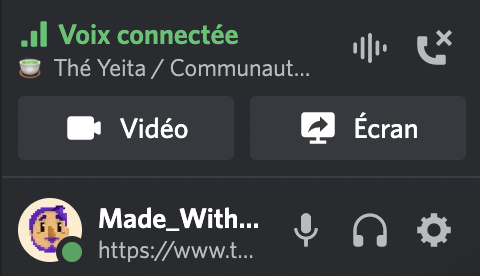 Voix connectée
Thé Yeita / Communaut...
Vidéo
Écran
Made_With...
https://www.t...